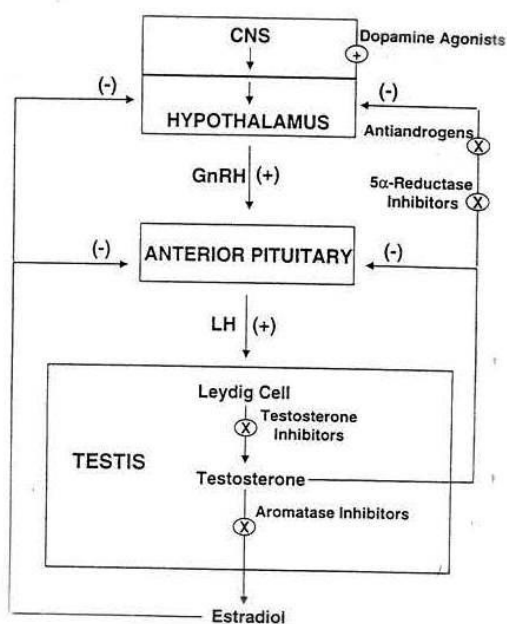 CNS
Dopamine Agonists
+
(-)
(-)
HYPOTHALAMUS
Antiandrogens
X
GnRH (+)
5α-Reductase
Inhibitors
X
(-)
(-)
ANTERIOR PITUITARY
LH (+)
Leydig Cell
X
Testosterone
Inhibitors
TESTIS
Testosterone
X
Aromatase Inhibitors
Estradiol